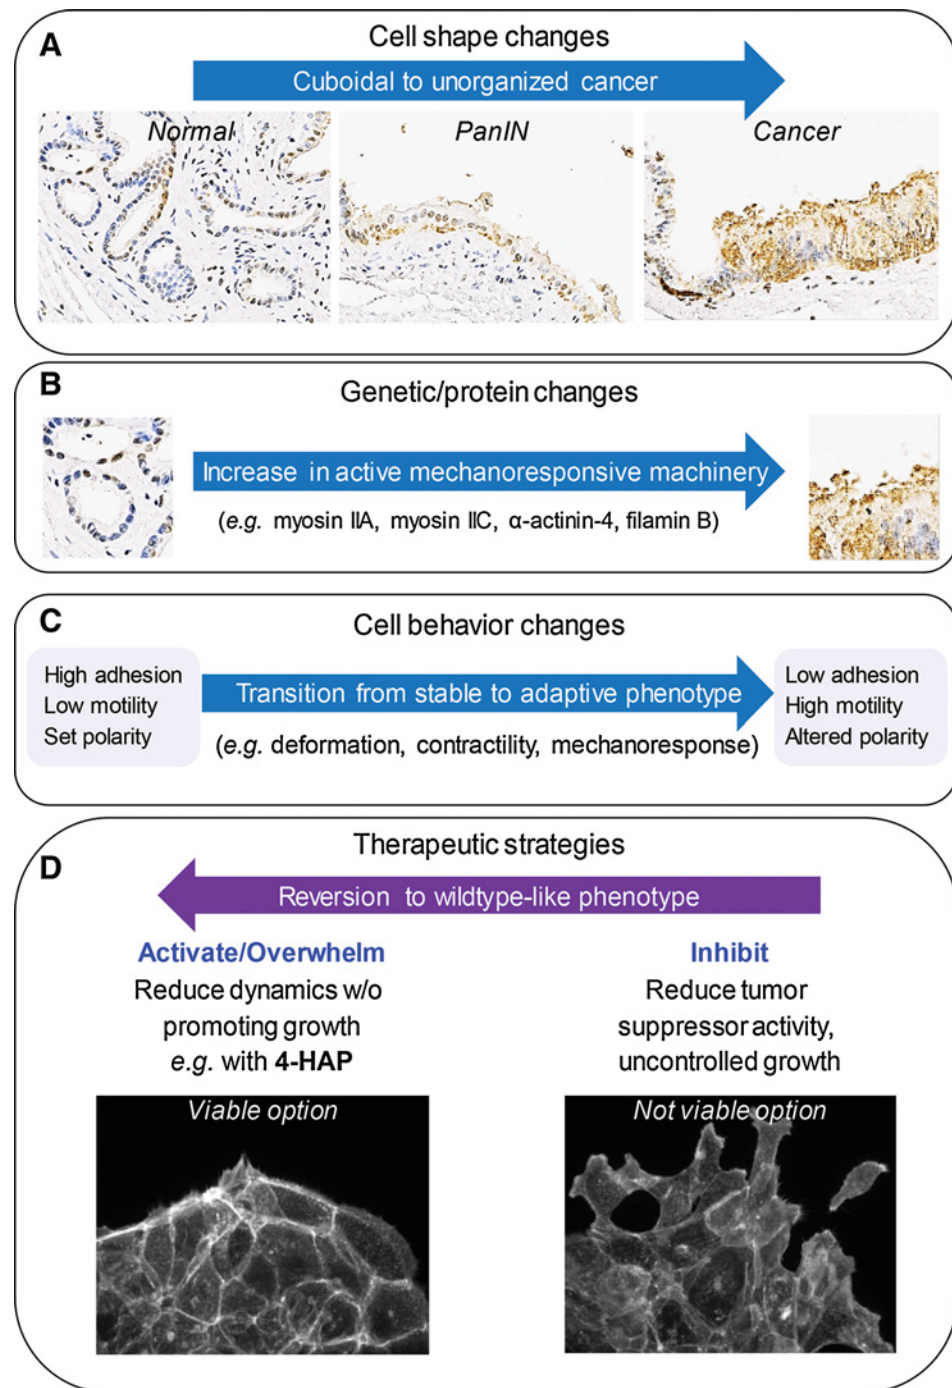 A
Cell shape changes
Cuboidal to unorganized cancer
Normal
PanIN
Cancer
B
Genetic/protein changes
Increase in active mechanoresponsive machinery
(e.g. myosin IIA, myosin IIC, α-actinin-4, filamin B)
C
Cell behavior changes
High adhesion
Low motility
Set polarity
Transition from stable to adaptive phenotype
(e.g. deformation, contractility, mechanoresponse)
Low adhesion
High motility
Altered polarity
D
Therapeutic strategies
Reversion to wildtype-like phenotype
Activate/Overwhelm
Reduce dynamics w/o
promoting growth
e.g. with 4-HAP
Viable option
Inhibit
Reduce tumor
suppressor activity,
uncontrolled growth
Not viable option